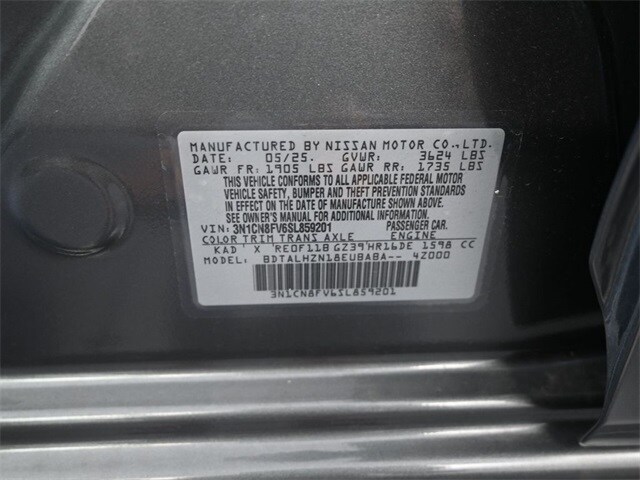 MANUFACTURED BY NISSAN MOTOR CO.,LTD.
DATE: 05/25. GVWR: 3624 LBS
GAWR FR: 1905 LBS GAWR RR: 1735 LBS
THIS VEHICLE CONFORMS TO ALL APPLICABLE FEDERAL MOTOR
VEHICLE SAFETY, BUMPER AND THEFT PREVENTION STANDARDS
IN EFFECT ON THE DATE OF MANUFACTURE SHOWN ABOVE.
SEE OWNER'S MANUAL FOR ADDITIONAL INFORMATION.
VIN: 3N1CN8FV6SL859201 PASSENGER CAR.
COLOR TRIM TRANS AXLE ENGINE
KAD X RE0F11B GZ39 HR16DE 1598 CC
MODEL: BDTALHZN18EUBABA-- 4Z000
3N1CN8FV6SL859201